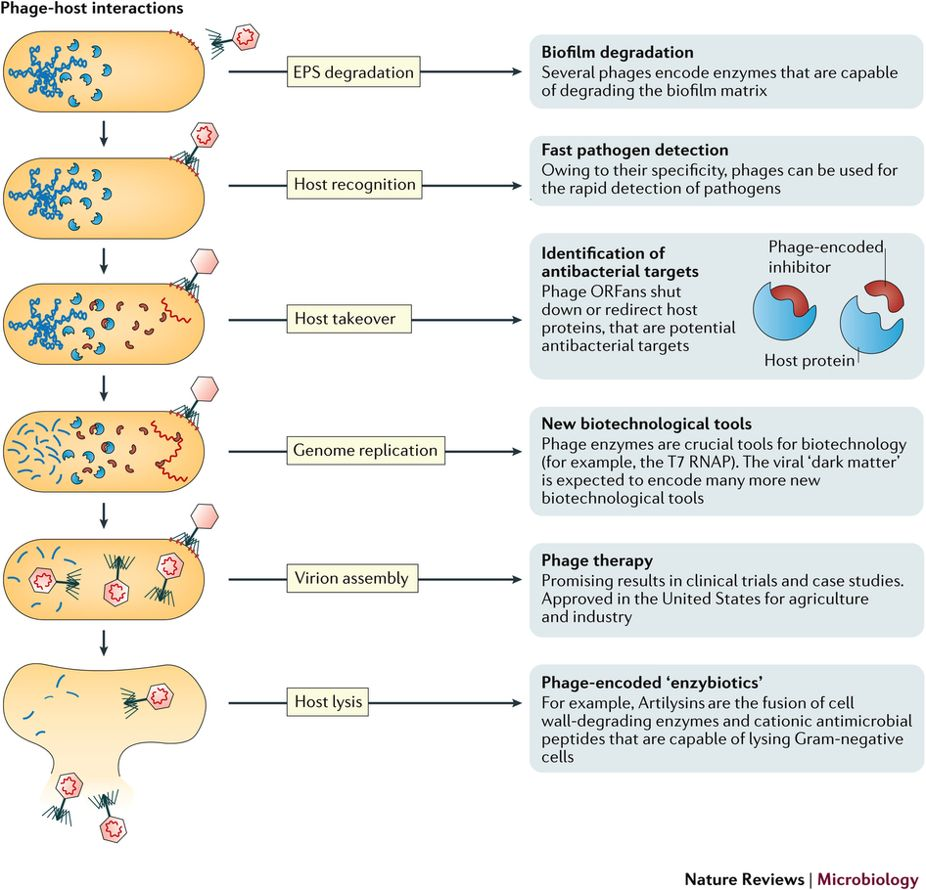 Phage-host interactions
EPS degradation
Biofilm degradation
Several phages encode enzymes that are capable
of degrading the biofilm matrix
Host recognition
Fast pathogen detection
Owing to their specificity, phages can be used for
the rapid detection of pathogens
Host takeover
Identification of
antibacterial targets
Phage ORFans shut
down or redirect host
proteins, that are potential
antibacterial targets
Phage-encoded
inhibitor
Host protein
Genome replication
New biotechnological tools
Phage enzymes are crucial tools for biotechnology
(for example, the T7 RNAP). The viral ‘dark matter’
is expected to encode many more new
biotechnological tools
Virion assembly
Phage therapy
Promising results in clinical trials and case studies.
Approved in the United States for agriculture
and industry
Host lysis
Phage-encoded ‘enzybiotics’
For example, Artilysins are the fusion of cell
wall-degrading enzymes and cationic antimicrobial
peptides that are capable of lysing Gram-negative
cells
Nature Reviews | Microbiology